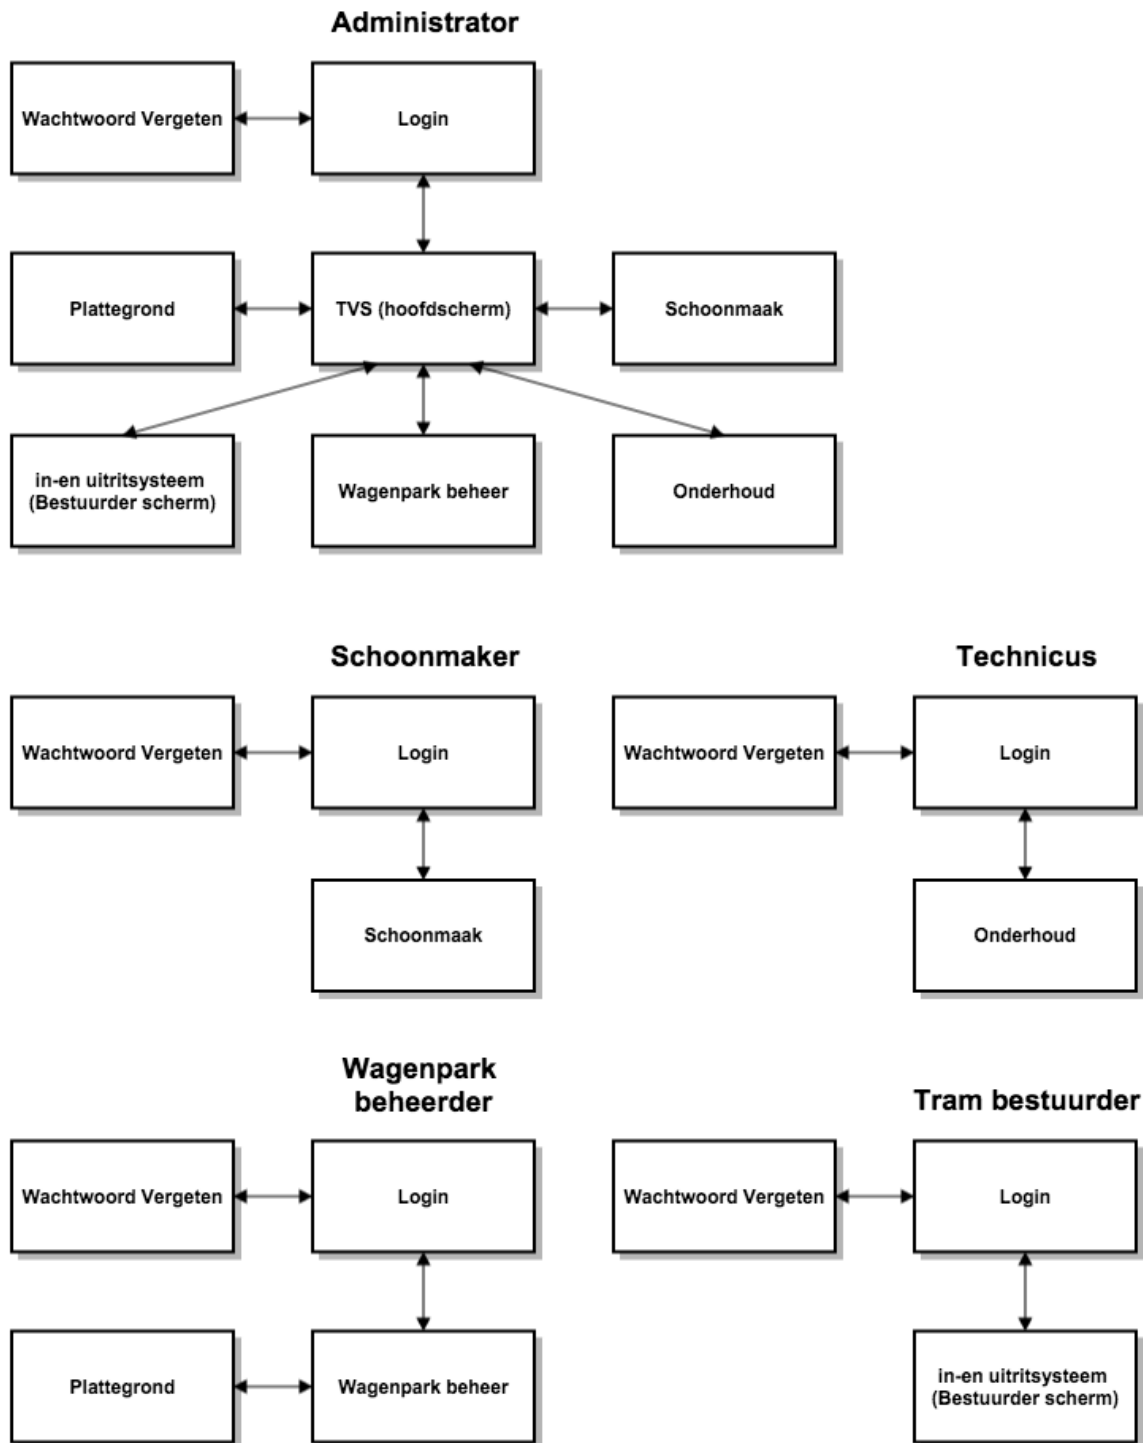 Administrator
Wachtwoord Vergeten
Login
Plattegrond
TVS (hoofdscherm)
Schoonmaak
in-en uitritsysteem
(Bestuurder scherm)
Wagenpark beheer
Onderhoud
Schoonmaker
Wachtwoord Vergeten
Login
Schoonmaak
Technicus
Wachtwoord Vergeten
Login
Onderhoud
Wagenpark
beheerder
Wachtwoord Vergeten
Login
Plattegrond
Wagenpark beheer
Tram bestuurder
Wachtwoord Vergeten
Login
in-en uitritsysteem
(Bestuurder scherm)